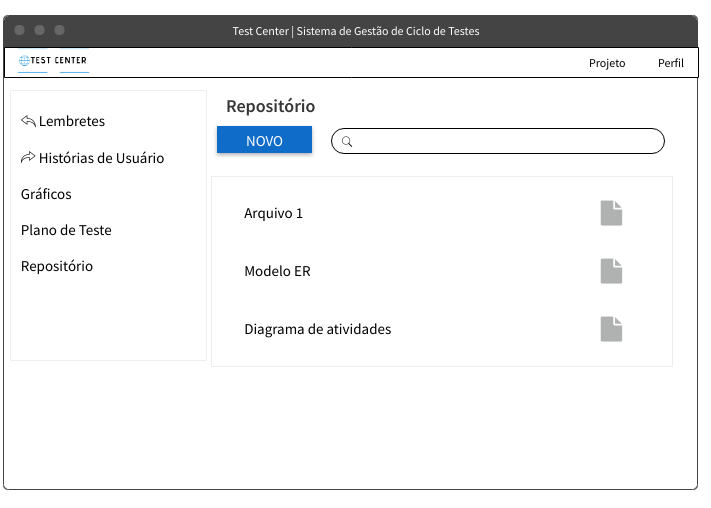 Test Center | Sistema de Gestão de Ciclo de Testes
TEST CENTER
Projeto
Perfil
Lembretes
Histórias de Usuário
Gráficos
Plano de Teste
Repositório
Repositório
NOVO
Arquivo 1
Modelo ER
Diagrama de atividades